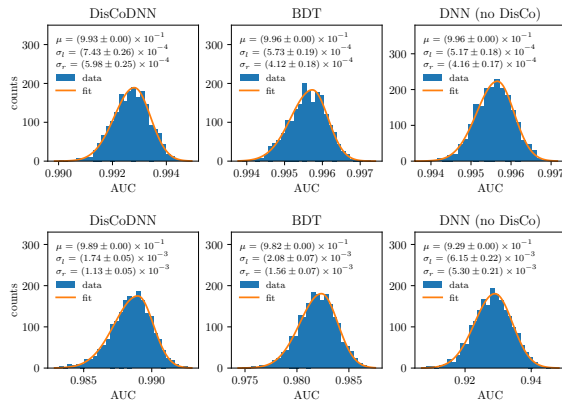 DisCoDNN
BDT
DNN (no DisCo)
μ = (9.93 ± 0.00) × 10⁻¹
σ_l = (7.43 ± 0.26) × 10⁻⁴
σ_r = (5.98 ± 0.25) × 10⁻⁴
data
fit
μ = (9.96 ± 0.00) × 10⁻¹
σ_l = (5.73 ± 0.19) × 10⁻⁴
σ_r = (4.12 ± 0.18) × 10⁻⁴
data
fit
μ = (9.96 ± 0.00) × 10⁻¹
σ_l = (5.17 ± 0.18) × 10⁻⁴
σ_r = (4.16 ± 0.17) × 10⁻⁴
data
fit
counts
300
200
100
0
300
200
100
0
300
200
100
0
0.990 0.992 0.994
0.994 0.995 0.996 0.997
0.994 0.995 0.996 0.997
AUC
AUC
AUC
DisCoDNN
BDT
DNN (no DisCo)
μ = (9.89 ± 0.00) × 10⁻¹
σ_l = (1.74 ± 0.05) × 10⁻³
σ_r = (1.13 ± 0.05) × 10⁻³
data
fit
μ = (9.82 ± 0.00) × 10⁻¹
σ_l = (2.08 ± 0.07) × 10⁻³
σ_r = (1.56 ± 0.07) × 10⁻³
data
fit
μ = (9.29 ± 0.00) × 10⁻¹
σ_l = (6.15 ± 0.22) × 10⁻³
σ_r = (5.30 ± 0.21) × 10⁻³
data
fit
counts
300
200
100
0
300
200
100
0
300
200
100
0
0.985 0.990
0.975 0.980 0.985
0.92 0.94
AUC
AUC
AUC